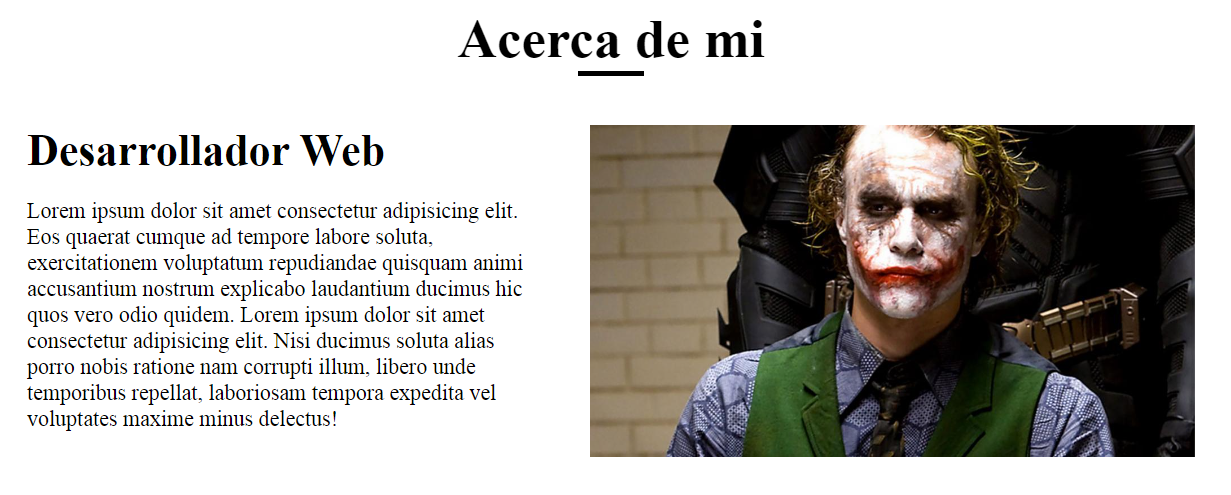 Acerca de mi
Desarrollador Web
Lorem ipsum dolor sit amet consectetur adipisicing elit.
Eos quaerat cumque ad tempore labore soluta,
exercitationem voluptatum repudiandae quisquam animi
accusantium nostrum explicabo laudantium ducimus hic
quos vero odio quidem. Lorem ipsum dolor sit amet
consectetur adipisicing elit. Nisi ducimus soluta alias
porro nobis ratione nam corrupti illum, libero unde
temporibus repellat, laboriosam tempora expedita vel
voluptates maxime minus delectus!